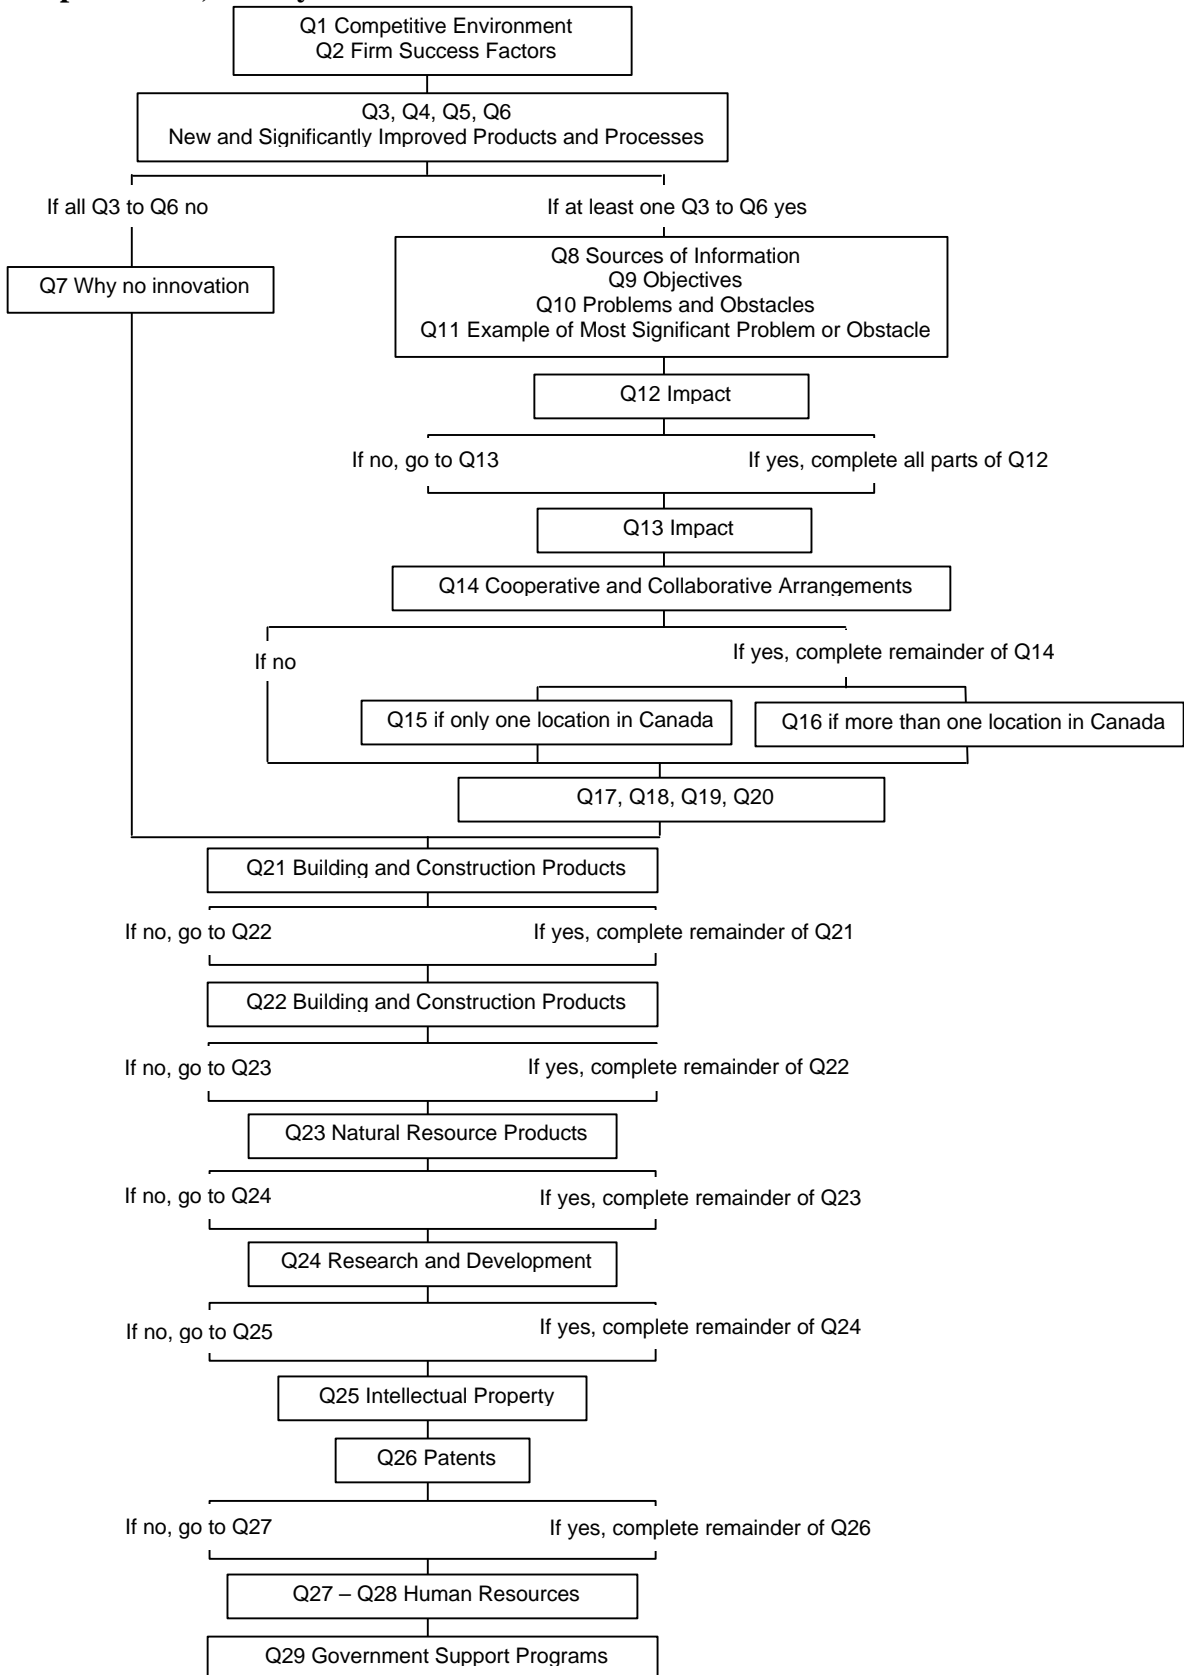 Q1 Competitive Environment
Q2 Firm Success Factors
Q3, Q4, Q5, Q6
New and Significantly Improved Products and Processes
If all Q3 to Q6 no
If at least one Q3 to Q6 yes
Q7 Why no innovation
Q8 Sources of Information
Q9 Objectives
Q10 Problems and Obstacles
Q11 Example of Most Significant Problem or Obstacle
Q12 Impact
If no, go to Q13
If yes, complete all parts of Q12
Q13 Impact
Q14 Cooperative and Collaborative Arrangements
If no
If yes, complete remainder of Q14
Q15 if only one location in Canada
Q16 if more than one location in Canada
Q17, Q18, Q19, Q20
Q21 Building and Construction Products
If no, go to Q22
If yes, complete remainder of Q21
Q22 Building and Construction Products
If no, go to Q23
If yes, complete remainder of Q22
Q23 Natural Resource Products
If no, go to Q24
If yes, complete remainder of Q23
Q24 Research and Development
If no, go to Q25
If yes, complete remainder of Q24
Q25 Intellectual Property
Q26 Patents
If no, go to Q27
If yes, complete remainder of Q26
Q27 – Q28 Human Resources
Q29 Government Support Programs